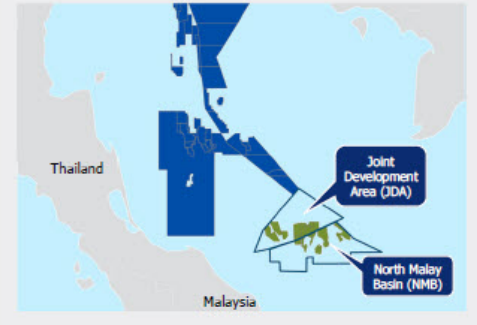 Thailand
Joint
Development
Area (JDA)
North Malay
Basin (NMB)
Malaysia